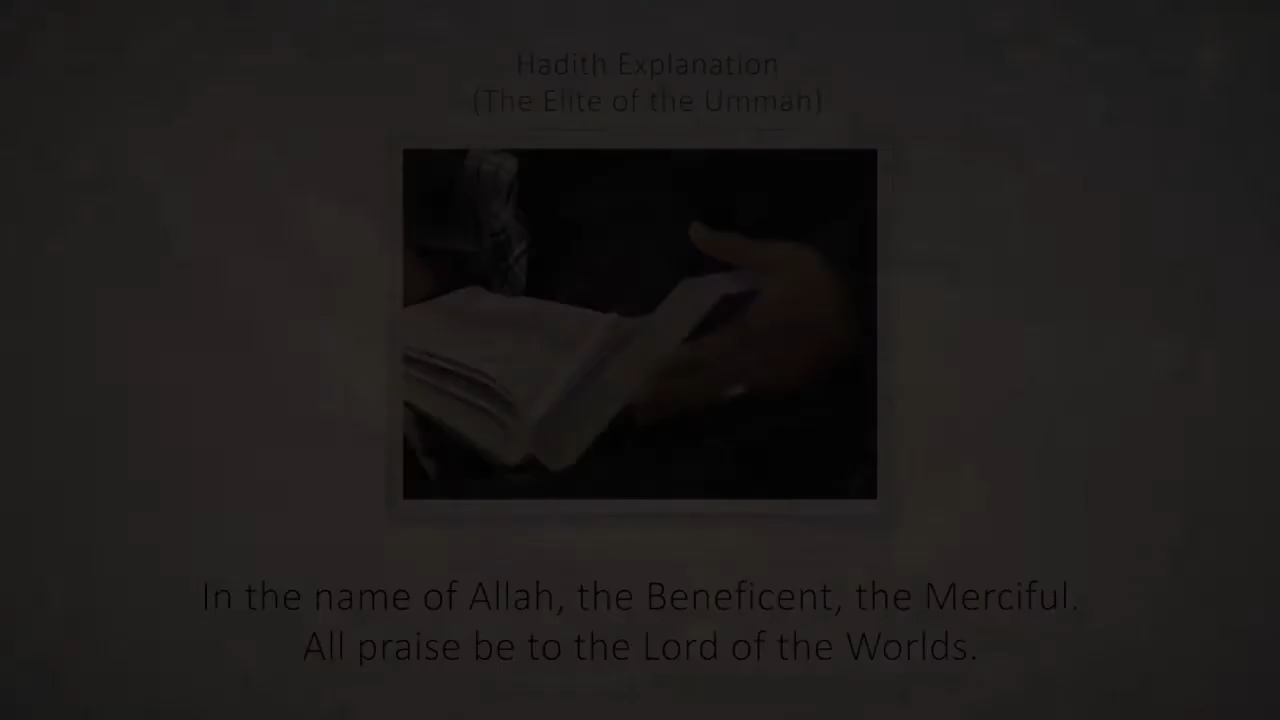 Hadith Explanation
(The Elite of the Ummah)
In the name of Allah, the Beneficent, the Merciful.
All praise be to the Lord of the Worlds.